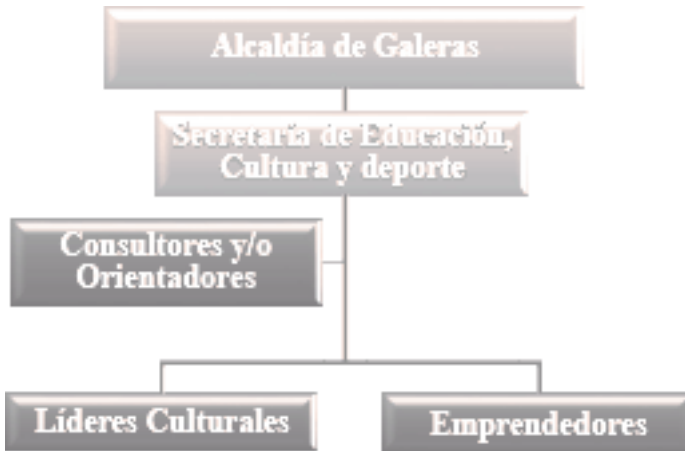 Alcaldía de Galeras
Secretaría de Educación,
Cultura y deporte
Consultores y/o
Orientadores
Líderes Culturales
Emprendedores